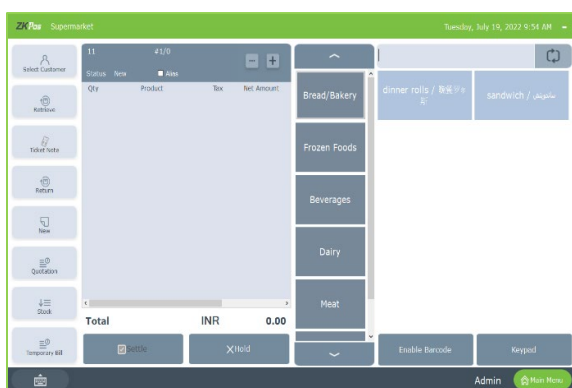 ZKPos Supermarket
Tuesday, July 19, 2022 9:54 AM
Select Customer
Retrieve
Ticket Note
Return
New
Quotation
Stock
Temporary Bill
11 #1/0
Status New Alias
Qty Product Tax Net Amount
Total INR 0.00
Settle
X Hold
Bread/Bakery
Frozen Foods
Beverages
Dairy
Meat
dinner rolls /
sandwich / ساندويتش
Enable Barcode
Keypad
Admin
Main Menu